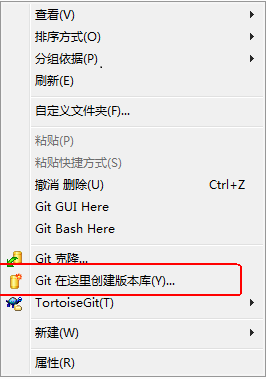 查看(V)
排序方式(O)
分组依据(P)
刷新(E)
自定义文件夹(F)...
粘贴(P)
粘贴快捷方式(S)
撤消 删除(U) Ctrl+Z
Git GUI Here
Git Bash Here
Git 克隆...
Git 在这里创建版本库(Y)...
TortoiseGit(T)
新建(W)
属性(R)